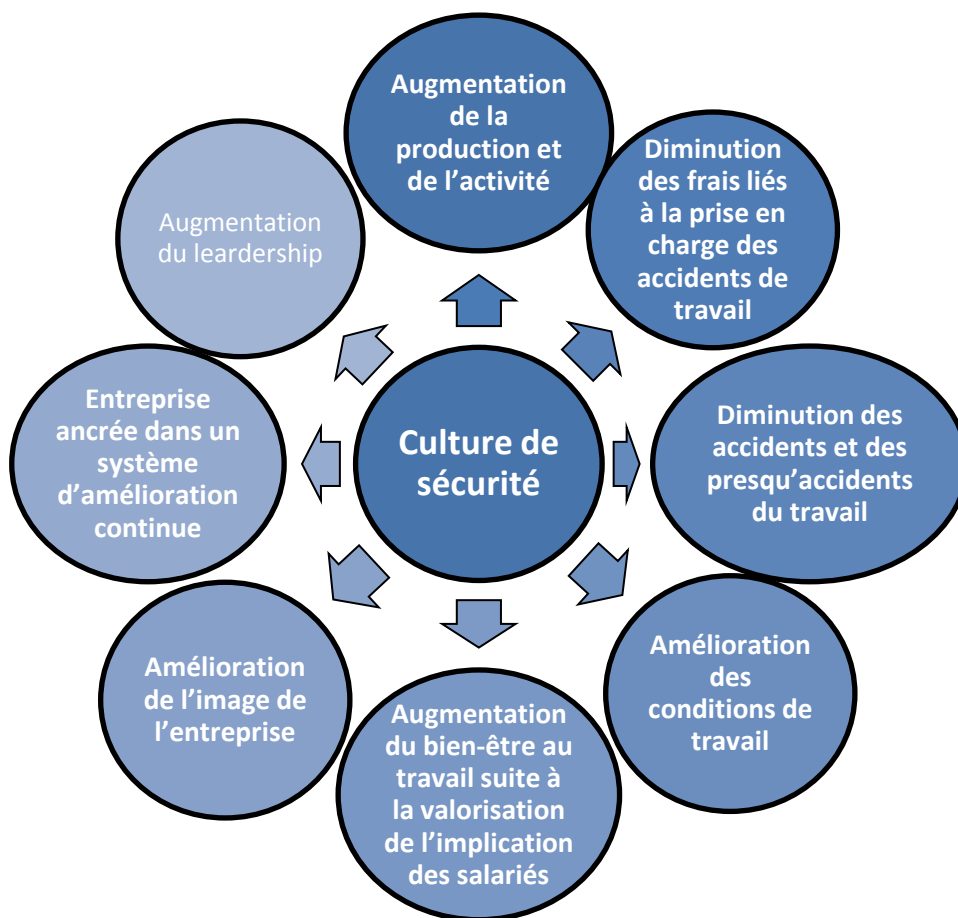 Augmentation
de la
production et
de l’activité
Diminution
des frais liés
à la prise en
charge des
accidents de
travail
Diminution des
accidents et des
presqu’accidents
du travail
Amélioration
des
conditions de
travail
Augmentation
du bien-être au
travail suite à
la valorisation
de l’implication
des salariés
Amélioration
de l’image de
l’entreprise
Entreprise
ancrée dans un
système
d’amélioration
continue
Augmentation
du leardership
Culture de
sécurité